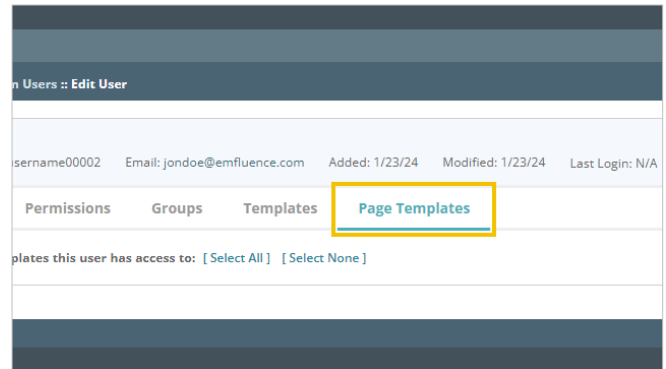 Users :: Edit User
sername00002 Email: jondoe@emfluence.com Added: 1/23/24 Modified: 1/23/24 Last Login: N/A
Permissions Groups Templates Page Templates
plates this user has access to: [ Select All ] [ Select None ]